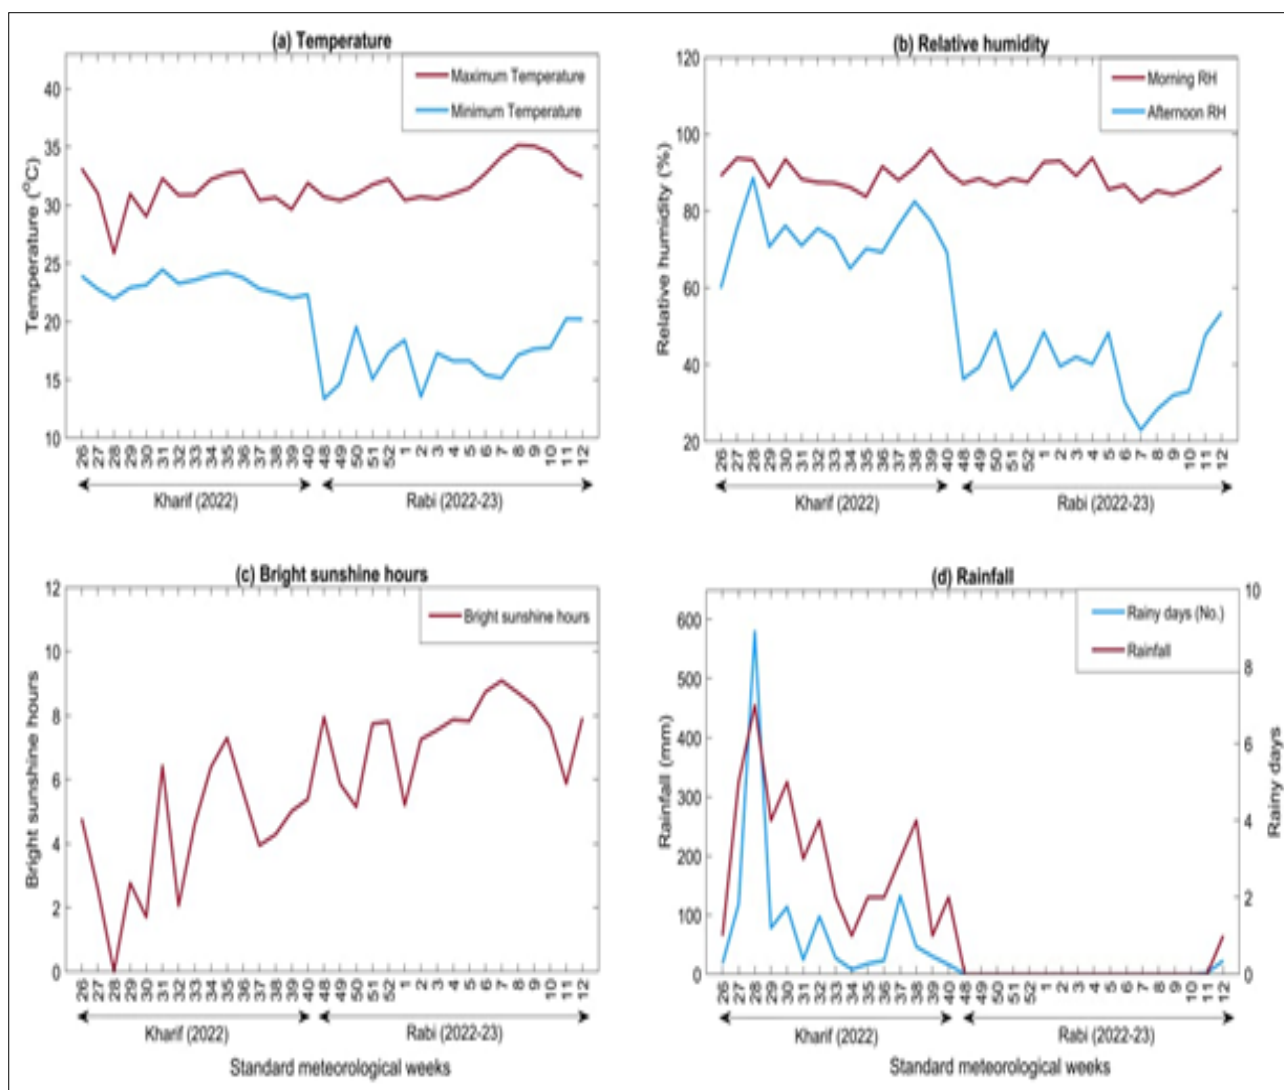 (a) Temperature
Maximum Temperature
Minimum Temperature
Temperature (°C)
40
35
30
25
20
15
10
26 27 28 29 30 31 32 33 34 35 36 37 38 39 40 48 49 50 51 52 1 2 3 4 5 6 7 8 9 10 11 12
Kharif (2022) Rabi (2022-23)
(b) Relative humidity
Morning RH
Afternoon RH
Relative humidity (%)
120
100
80
60
40
20
26 27 28 29 30 31 32 33 34 35 36 37 38 39 40 48 49 50 51 52 1 2 3 4 5 6 7 8 9 10 11 12
Kharif (2022) Rabi (2022-23)
(c) Bright sunshine hours
Bright sunshine hours
Bright sunshine hours
12
10
8
6
4
2
0
26 27 28 29 30 31 32 33 34 35 36 37 38 39 40 48 49 50 51 52 1 2 3 4 5 6 7 8 9 10 11 12
Kharif (2022) Rabi (2022-23)
Standard meteorological weeks
(d) Rainfall
Rainy days (No.)
Rainfall
Rainfall (mm)
600
500
400
300
200
100
0
Rainy days
10
8
6
4
2
0
26 27 28 29 30 31 32 33 34 35 36 37 38 39 40 48 49 50 51 52 1 2 3 4 5 6 7 8 9 10 11 12
Kharif (2022) Rabi (2022-23)
Standard meteorological weeks